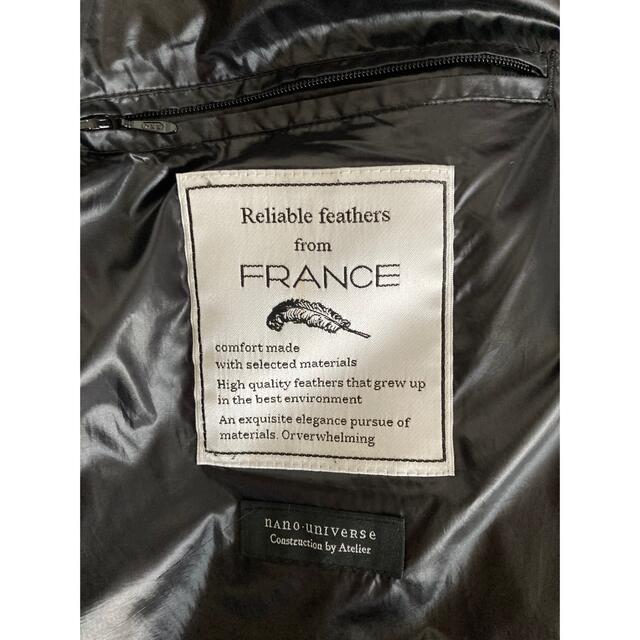 Reliable feathers
from
FRANCE
comfort made
with selected materials
High quality feathers that grew up
in the best environment
An exquisite elegance pursue of
materials. Orverwhelming
nano·universe
Construction by Atelier